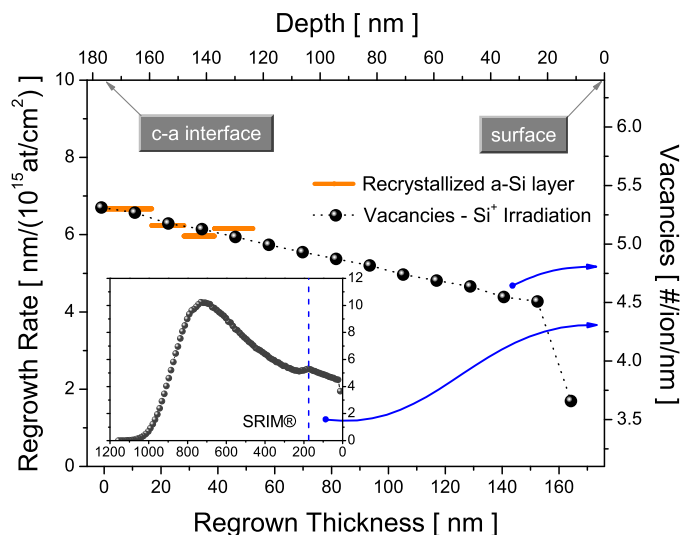 Depth [ nm ]
180 160 140 120 100 80 60 40 20 0
10
8
6
4
2
0
Regrowth Rate [ nm/(10¹⁵at/cm²) ]
c-a interface
surface
Recrystallized a-Si layer
Vacancies - Si⁺ Irradiation
6.0
5.5
5.0
4.5
4.0
3.5
Vacancies [ #/ion/nm ]
12
10
8
6
4
2
0
SRIM®
1200 1000 800 600 400 200 0
0 20 40 60 80 100 120 140 160
Regrown Thickness [ nm ]